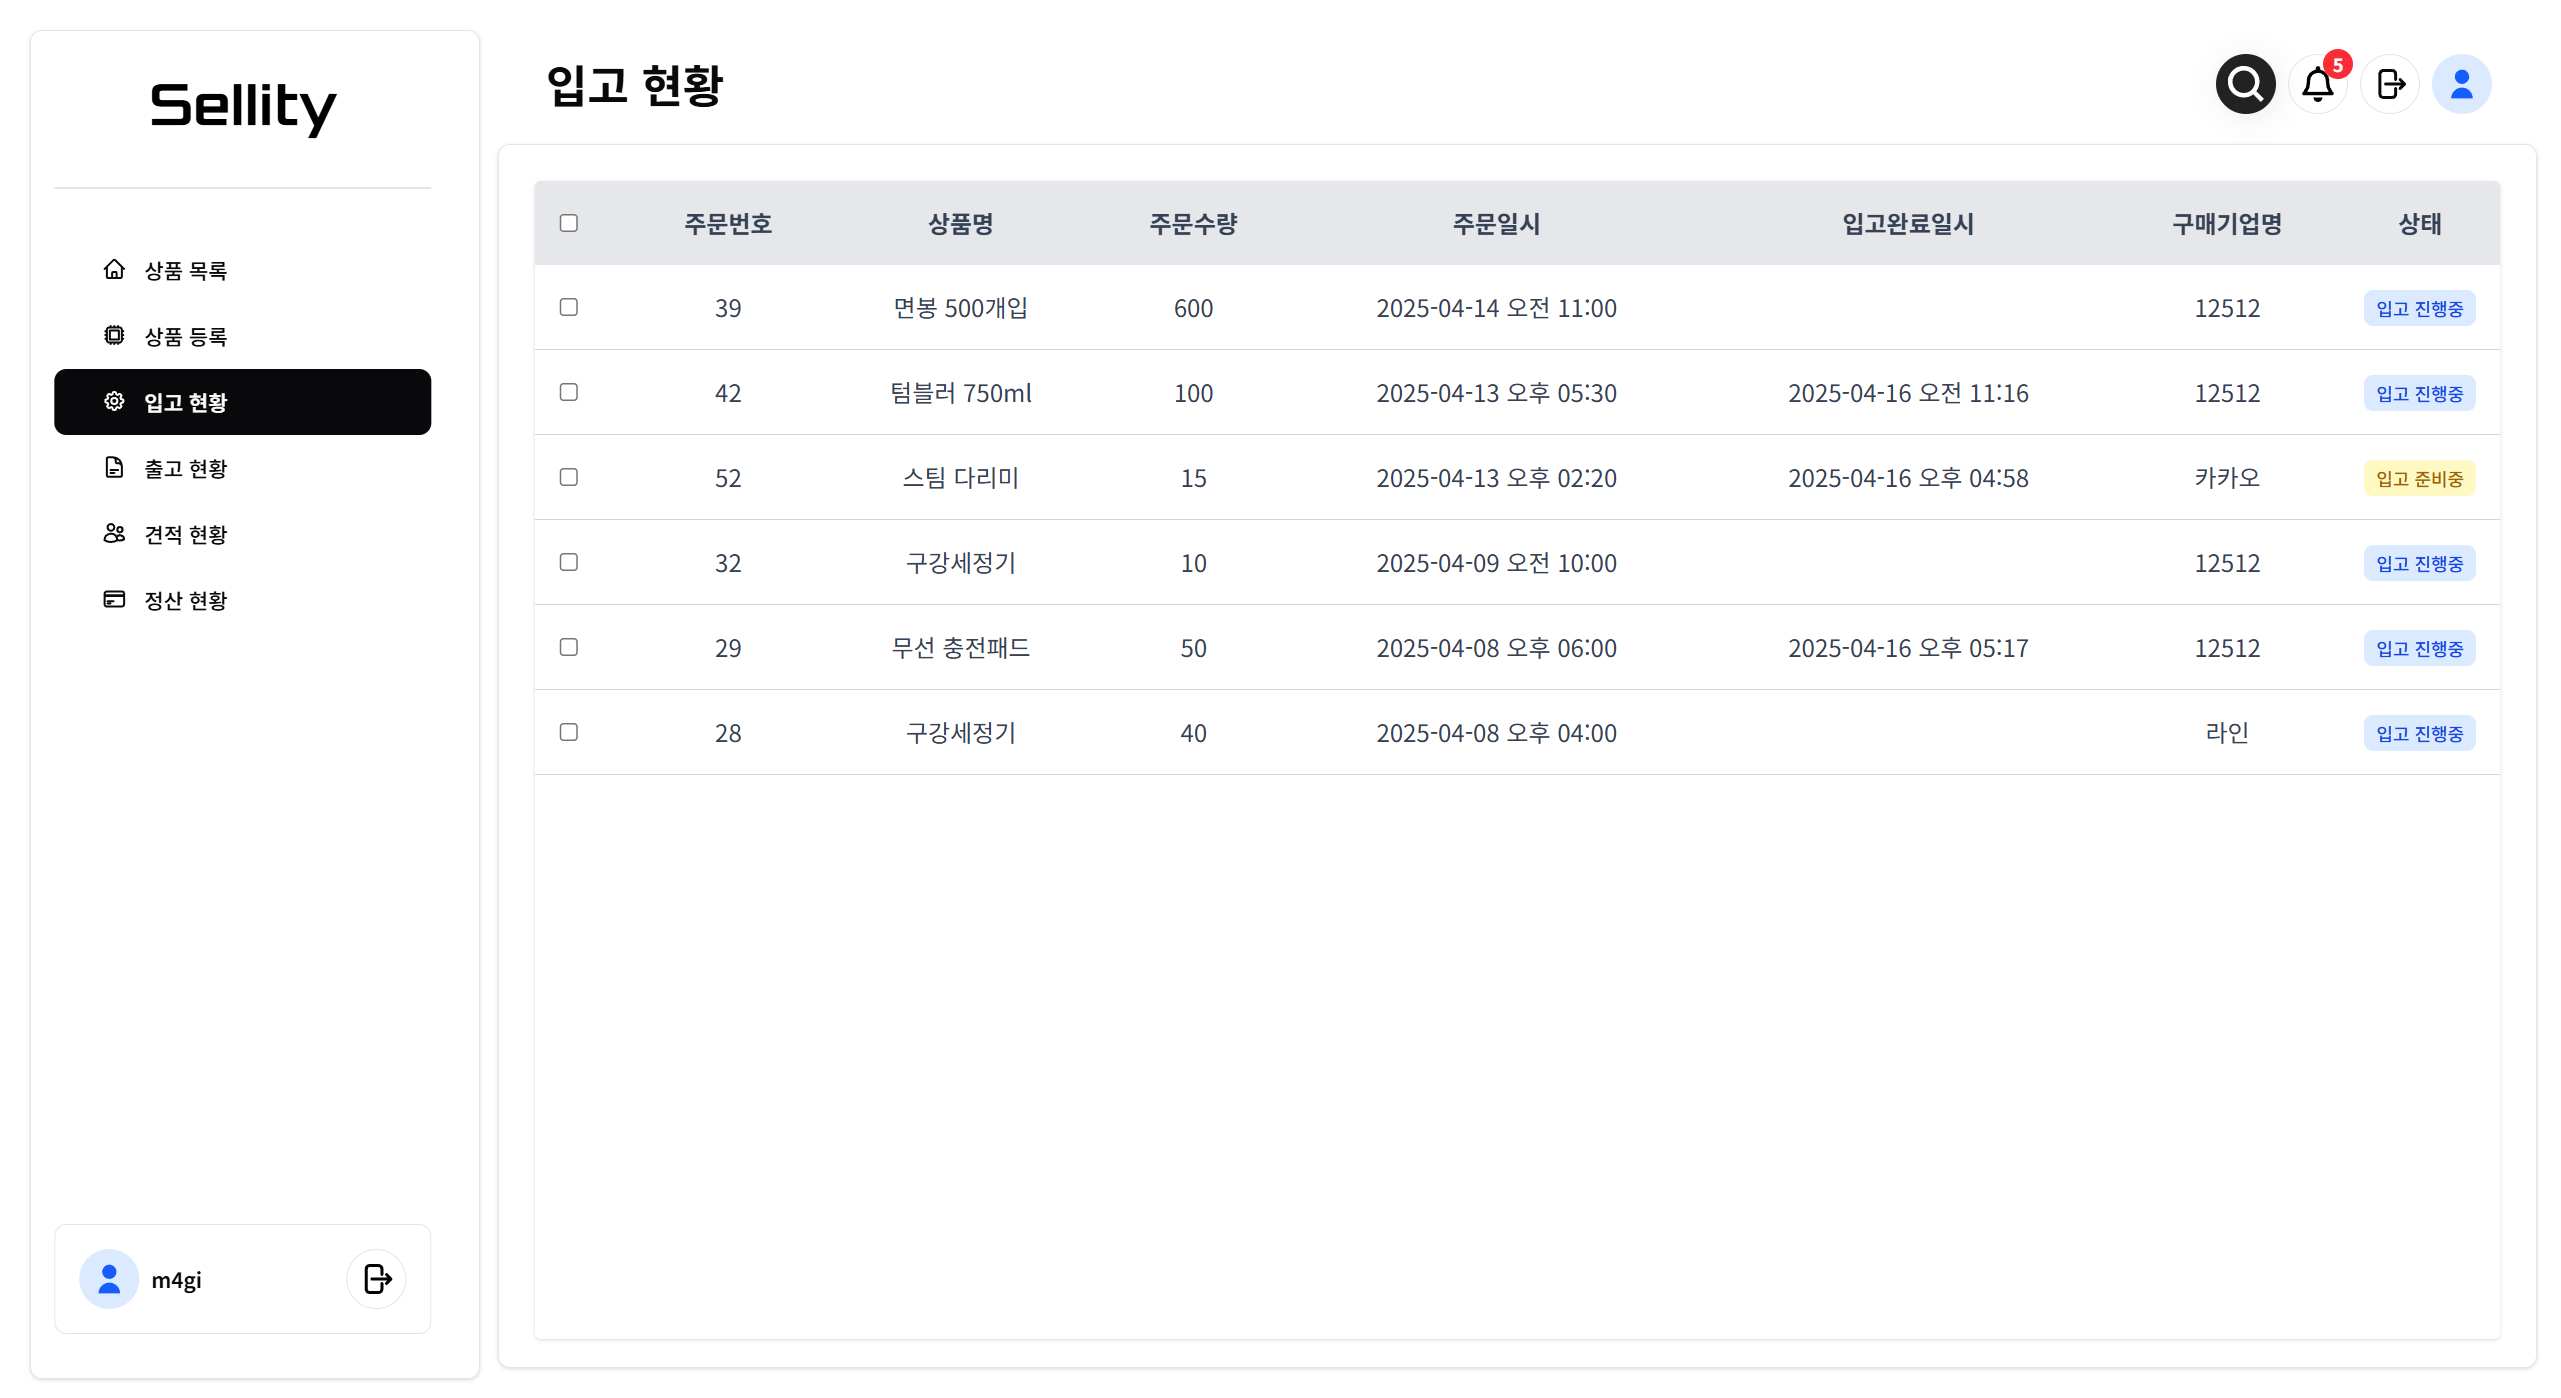 Sellity
상품 목록
상품 등록
입고 현황
출고 현황
견적 현황
정산 현황
m4gi
입고 현황
5
주문번호 상품명 주문수량 주문일시 입고완료일시 구매기업명 상태
39 면봉 500개입 600 2025-04-14 오전 11:00 12512 입고 진행중
42 텀블러 750ml 100 2025-04-13 오후 05:30 2025-04-16 오전 11:16 12512 입고 진행중
52 스팀 다리미 15 2025-04-13 오후 02:20 2025-04-16 오후 04:58 카카오 입고 준비중
32 구강세정기 10 2025-04-09 오전 10:00 12512 입고 진행중
29 무선 충전패드 50 2025-04-08 오후 06:00 2025-04-16 오후 05:17 12512 입고 진행중
28 구강세정기 40 2025-04-08 오후 04:00 라인 입고 진행중